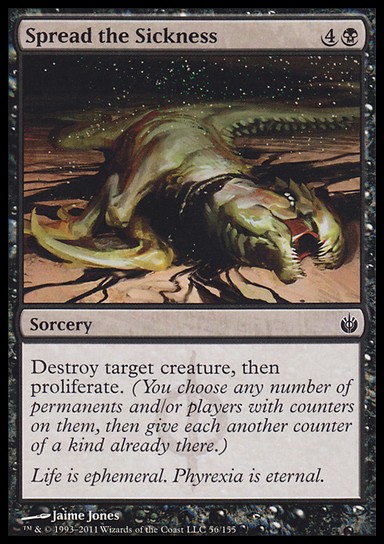 Spread the Sickness 4
Sorcery
Destroy target creature, then
proliferate. (You choose any number of
permanents and/or players with counters
on them, then give each another counter
of a kind already there.)
Life is ephemeral. Phyrexia is eternal.
Jaime Jones
™ & © 1993–2011 Wizards of the Coast LLC 56/155